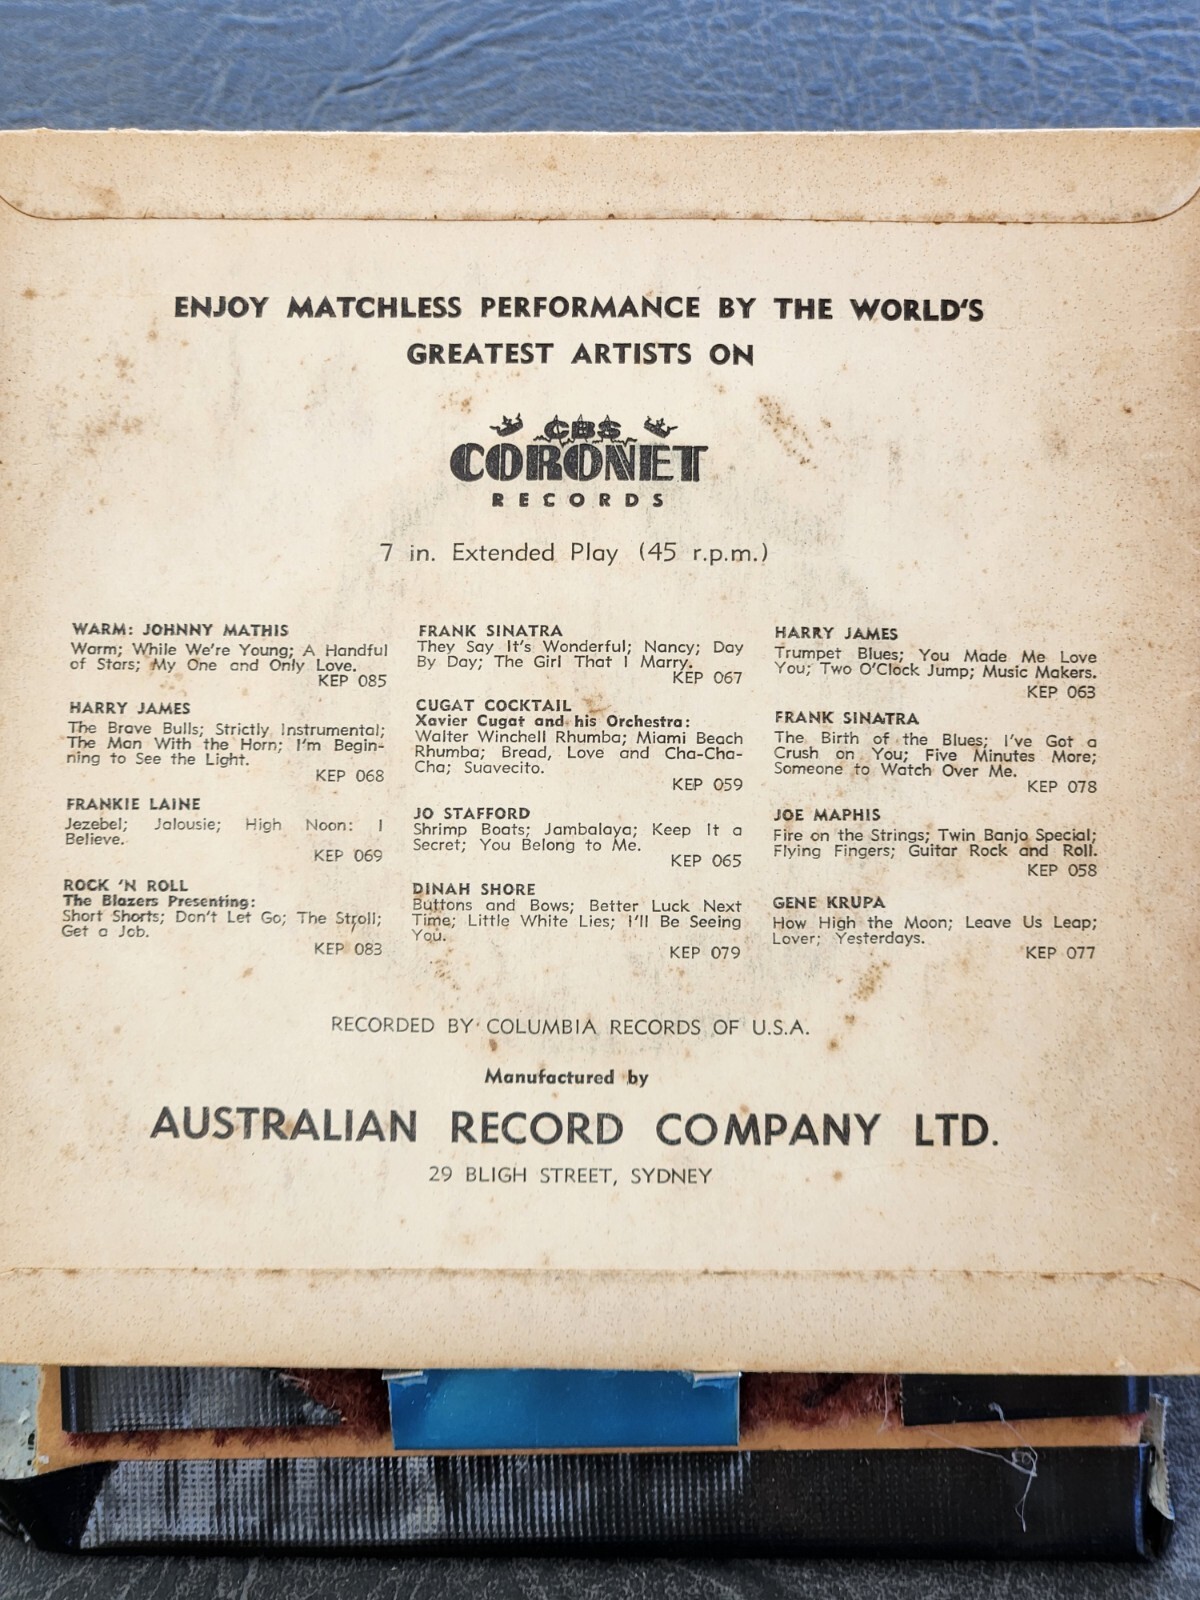 ENJOY MATCHLESS PERFORMANCE BY THE WORLD'S
GREATEST ARTISTS ON
CBS
CORONET
RECORDS
7 in. Extended Play (45 r.p.m.)
WARM: JOHNNY MATHIS
Warm; While We're Young; A Handful
of Stars; My One and Only Love.
KEP 085
HARRY JAMES
The Brave Bulls; Strictly Instrumental;
The Man With the Horn; I'm Begin-
ning to See the Light.
KEP 068
FRANKIE LAINE
Jezebel; Jalousie; High Noon: I
Believe.
KEP 069
ROCK 'N ROLL
The Blazers Presenting:
Short Shorts; Don't Let Go; The Stroll;
Get a Job.
KEP 083
FRANK SINATRA
They Say It's Wonderful; Nancy; Day
By Day; The Girl That I Marry.
KEP 067
CUGAT COCKTAIL
Xavier Cugat and his Orchestra:
Walter Winchell Rhumba; Miami Beach
Rhumba; Bread, Love and Cha-Cha-
Cha; Suavecito.
KEP 059
JO STAFFORD
Shrimp Boats; Jambalaya; Keep It a
Secret; You Belong to Me.
KEP 065
DINAH SHORE
Buttons and Bows; Better Luck Next
Time; Little White Lies; I'll Be Seeing
You.
KEP 079
HARRY JAMES
Trumpet Blues; You Made Me Love
You; Two O'Clock Jump; Music Makers.
KEP 063
FRANK SINATRA
The Birth of the Blues; I've Got a
Crush on You; Five Minutes More;
Someone to Watch Over Me.
KEP 078
JOE MAPHIS
Fire on the Strings; Twin Banjo Special;
Flying Fingers; Guitar Rock and Roll.
KEP 058
GENE KRUPA
How High the Moon; Leave Us Leap;
Lover; Yesterdays.
KEP 077
RECORDED BY COLUMBIA RECORDS OF U.S.A.
Manufactured by
AUSTRALIAN RECORD COMPANY LTD.
29 BLIGH STREET, SYDNEY